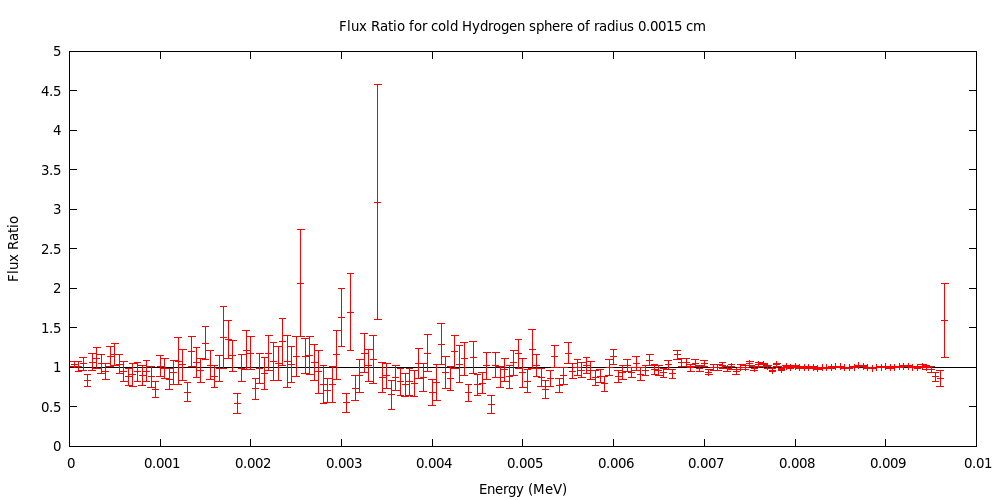 Flux Ratio for cold Hydrogen sphere of radius 0.0015 cm
5
4.5
4
3.5
3
2.5
2
1.5
1
0.5
0
Flux Ratio
0 0.001 0.002 0.003 0.004 0.005 0.006 0.007 0.008 0.009 0.01
Energy (MeV)